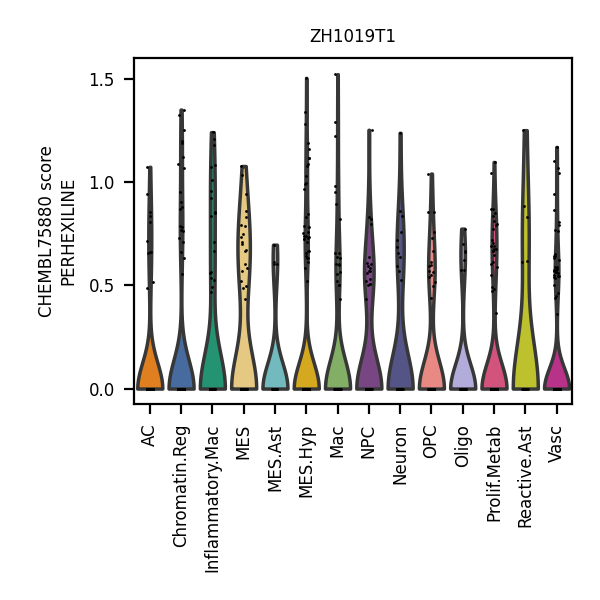 ZH1019T1
CHEMBL75880 score
PERHEXILINE
1.5
1.0
0.5
0.0
AC
Chromatin.Reg
Inflammatory.Mac
MES
MES.Ast
MES.Hyp
Mac
NPC
Neuron
OPC
Oligo
Prolif.Metab
Reactive.Ast
Vasc